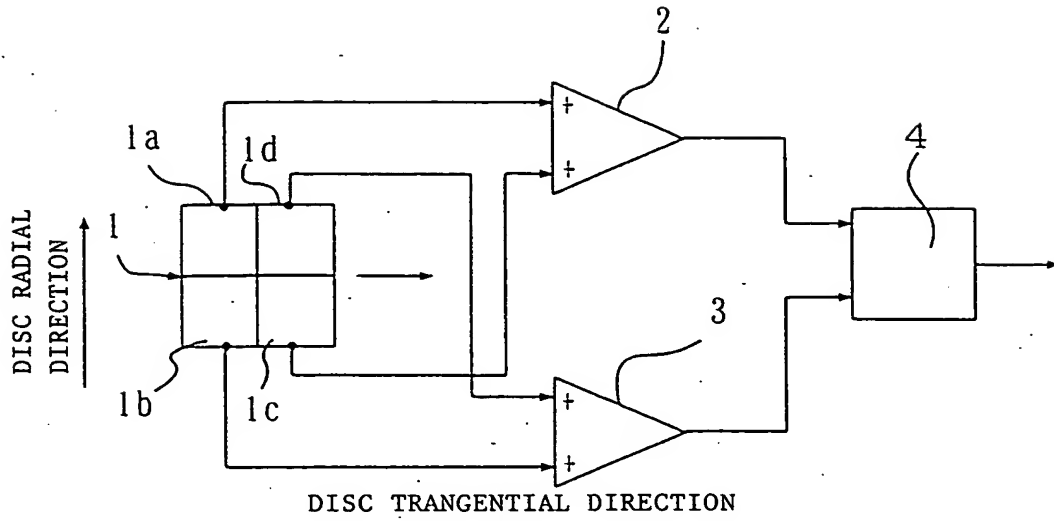 2
+
+
1a
1d
4
1
DISC RADIAL
DIRECTION
3
1b
1c
+
+
DISC TRANGENTIAL DIRECTION